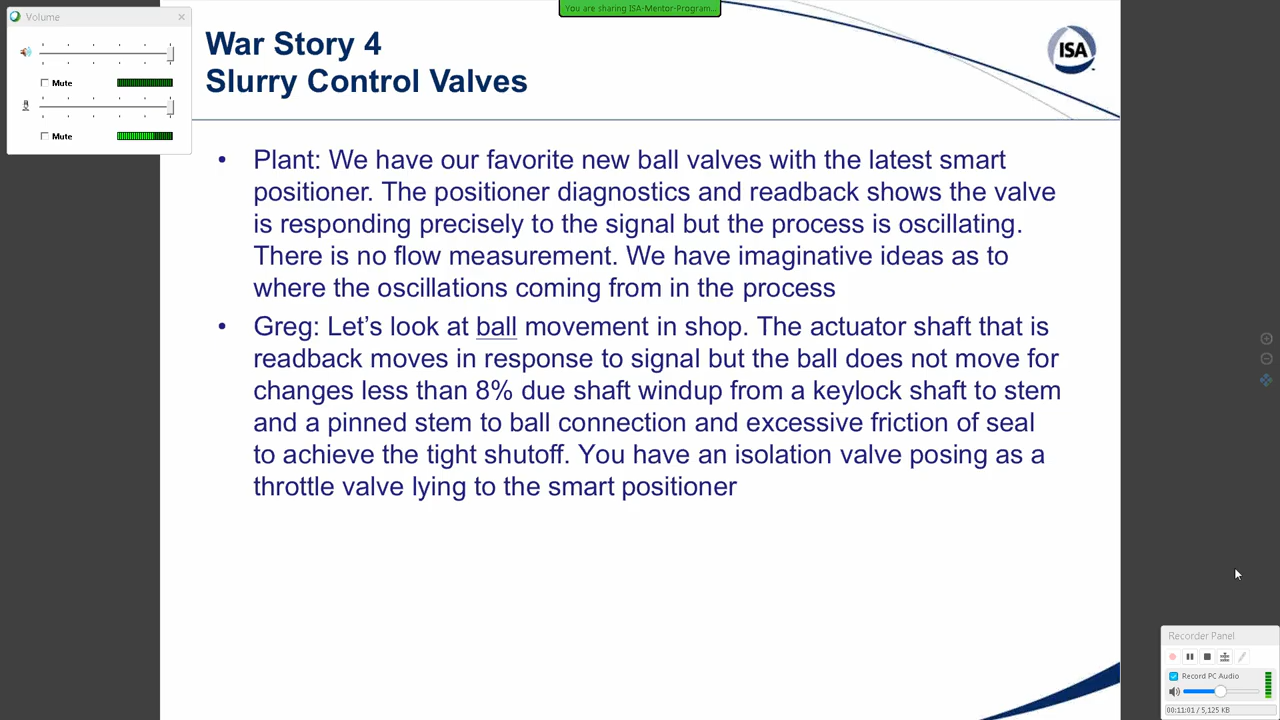 You are sharing ISA-Mentor-Program...
Volume
Mute
Mute
War Story 4
Slurry Control Valves
ISA
• Plant: We have our favorite new ball valves with the latest smart
positioner. The positioner diagnostics and readback shows the valve
is responding precisely to the signal but the process is oscillating.
There is no flow measurement. We have imaginative ideas as to
where the oscillations coming from in the process
• Greg: Let’s look at ball movement in shop. The actuator shaft that is
readback moves in response to signal but the ball does not move for
changes less than 8% due shaft windup from a keylock shaft to stem
and a pinned stem to ball connection and excessive friction of seal
to achieve the tight shutoff. You have an isolation valve posing as a
throttle valve lying to the smart positioner
Recorder Panel
Record PC Audio
00:11:01 / 5,125 KB